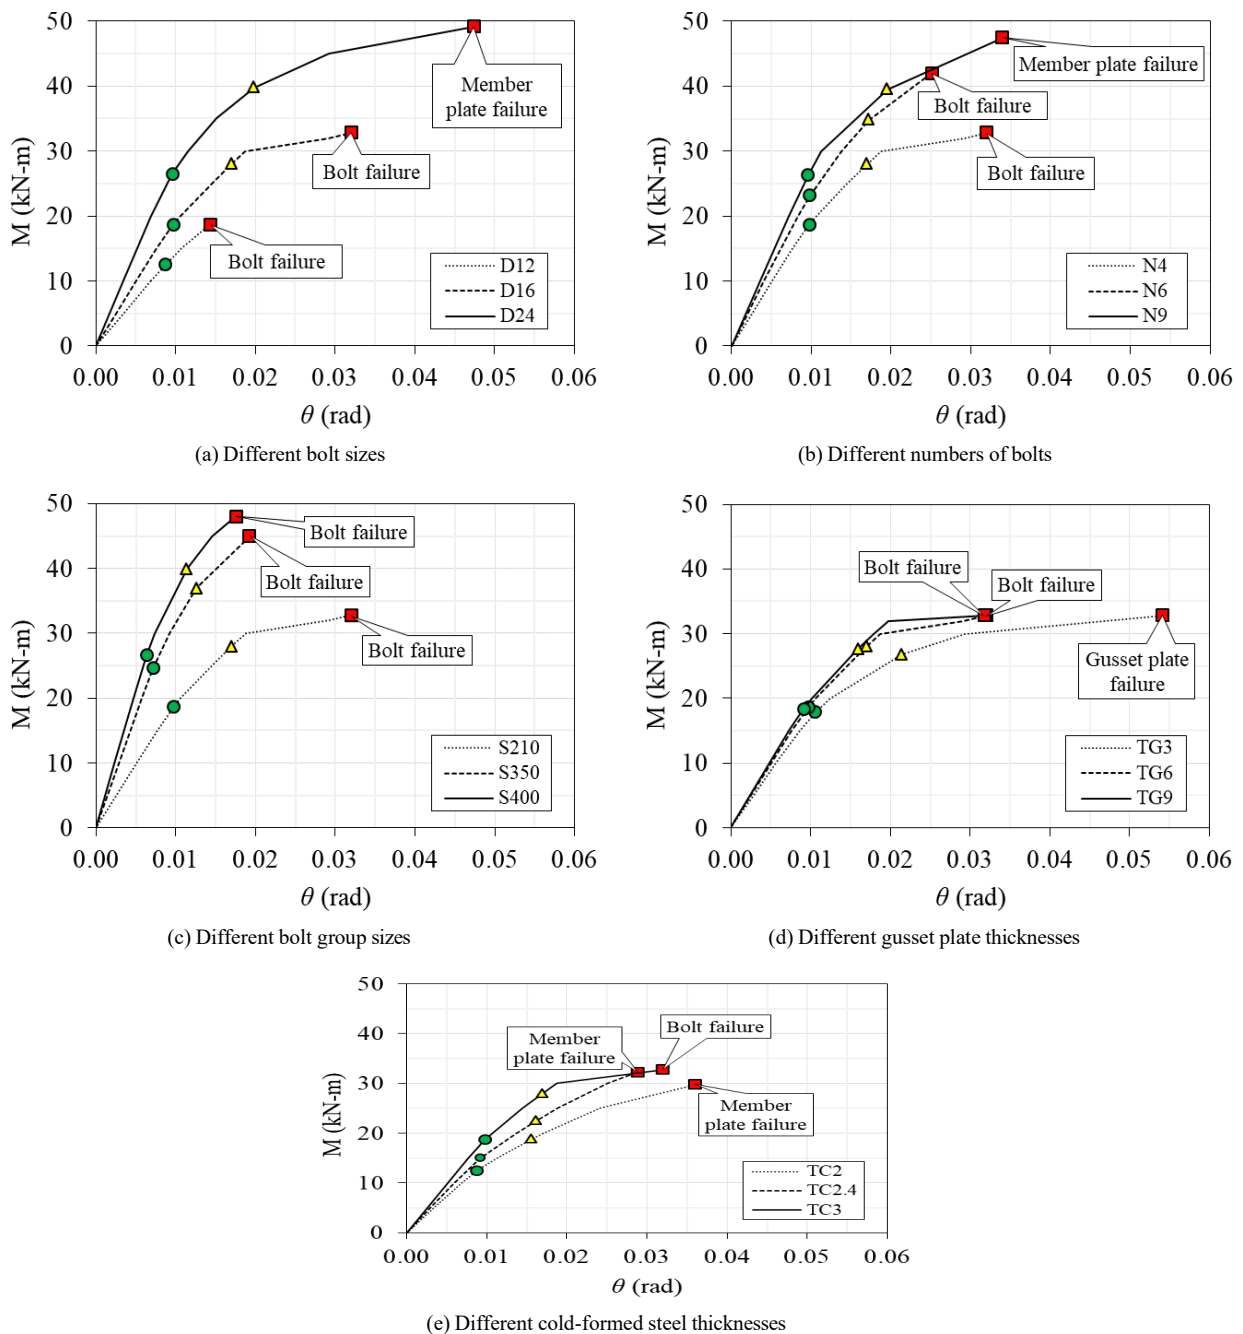 50
40
30
20
10
0
M (kN-m)
Member
plate failure
Bolt failure
Bolt failure
D12
D16
D24
0.00 0.01 0.02 0.03 0.04 0.05 0.06
θ (rad)
(a) Different bolt sizes
50
40
30
20
10
0
M (kN-m)
Member plate failure
Bolt failure
Bolt failure
N4
N6
N9
0.00 0.01 0.02 0.03 0.04 0.05 0.06
θ (rad)
(b) Different numbers of bolts
50
40
30
20
10
0
M (kN-m)
Bolt failure
Bolt failure
Bolt failure
S210
S350
S400
0.00 0.01 0.02 0.03 0.04 0.05 0.06
θ (rad)
(c) Different bolt group sizes
50
40
30
20
10
0
M (kN-m)
Bolt failure
Bolt failure
Gusset plate
failure
TG3
TG6
TG9
0.00 0.01 0.02 0.03 0.04 0.05 0.06
θ (rad)
(d) Different gusset plate thicknesses
50
40
30
20
10
0
M (kN-m)
Member
plate failure
Bolt failure
Member
plate failure
TC2
TC2.4
TC3
0.00 0.01 0.02 0.03 0.04 0.05 0.06
θ (rad)
(e) Different cold-formed steel thicknesses